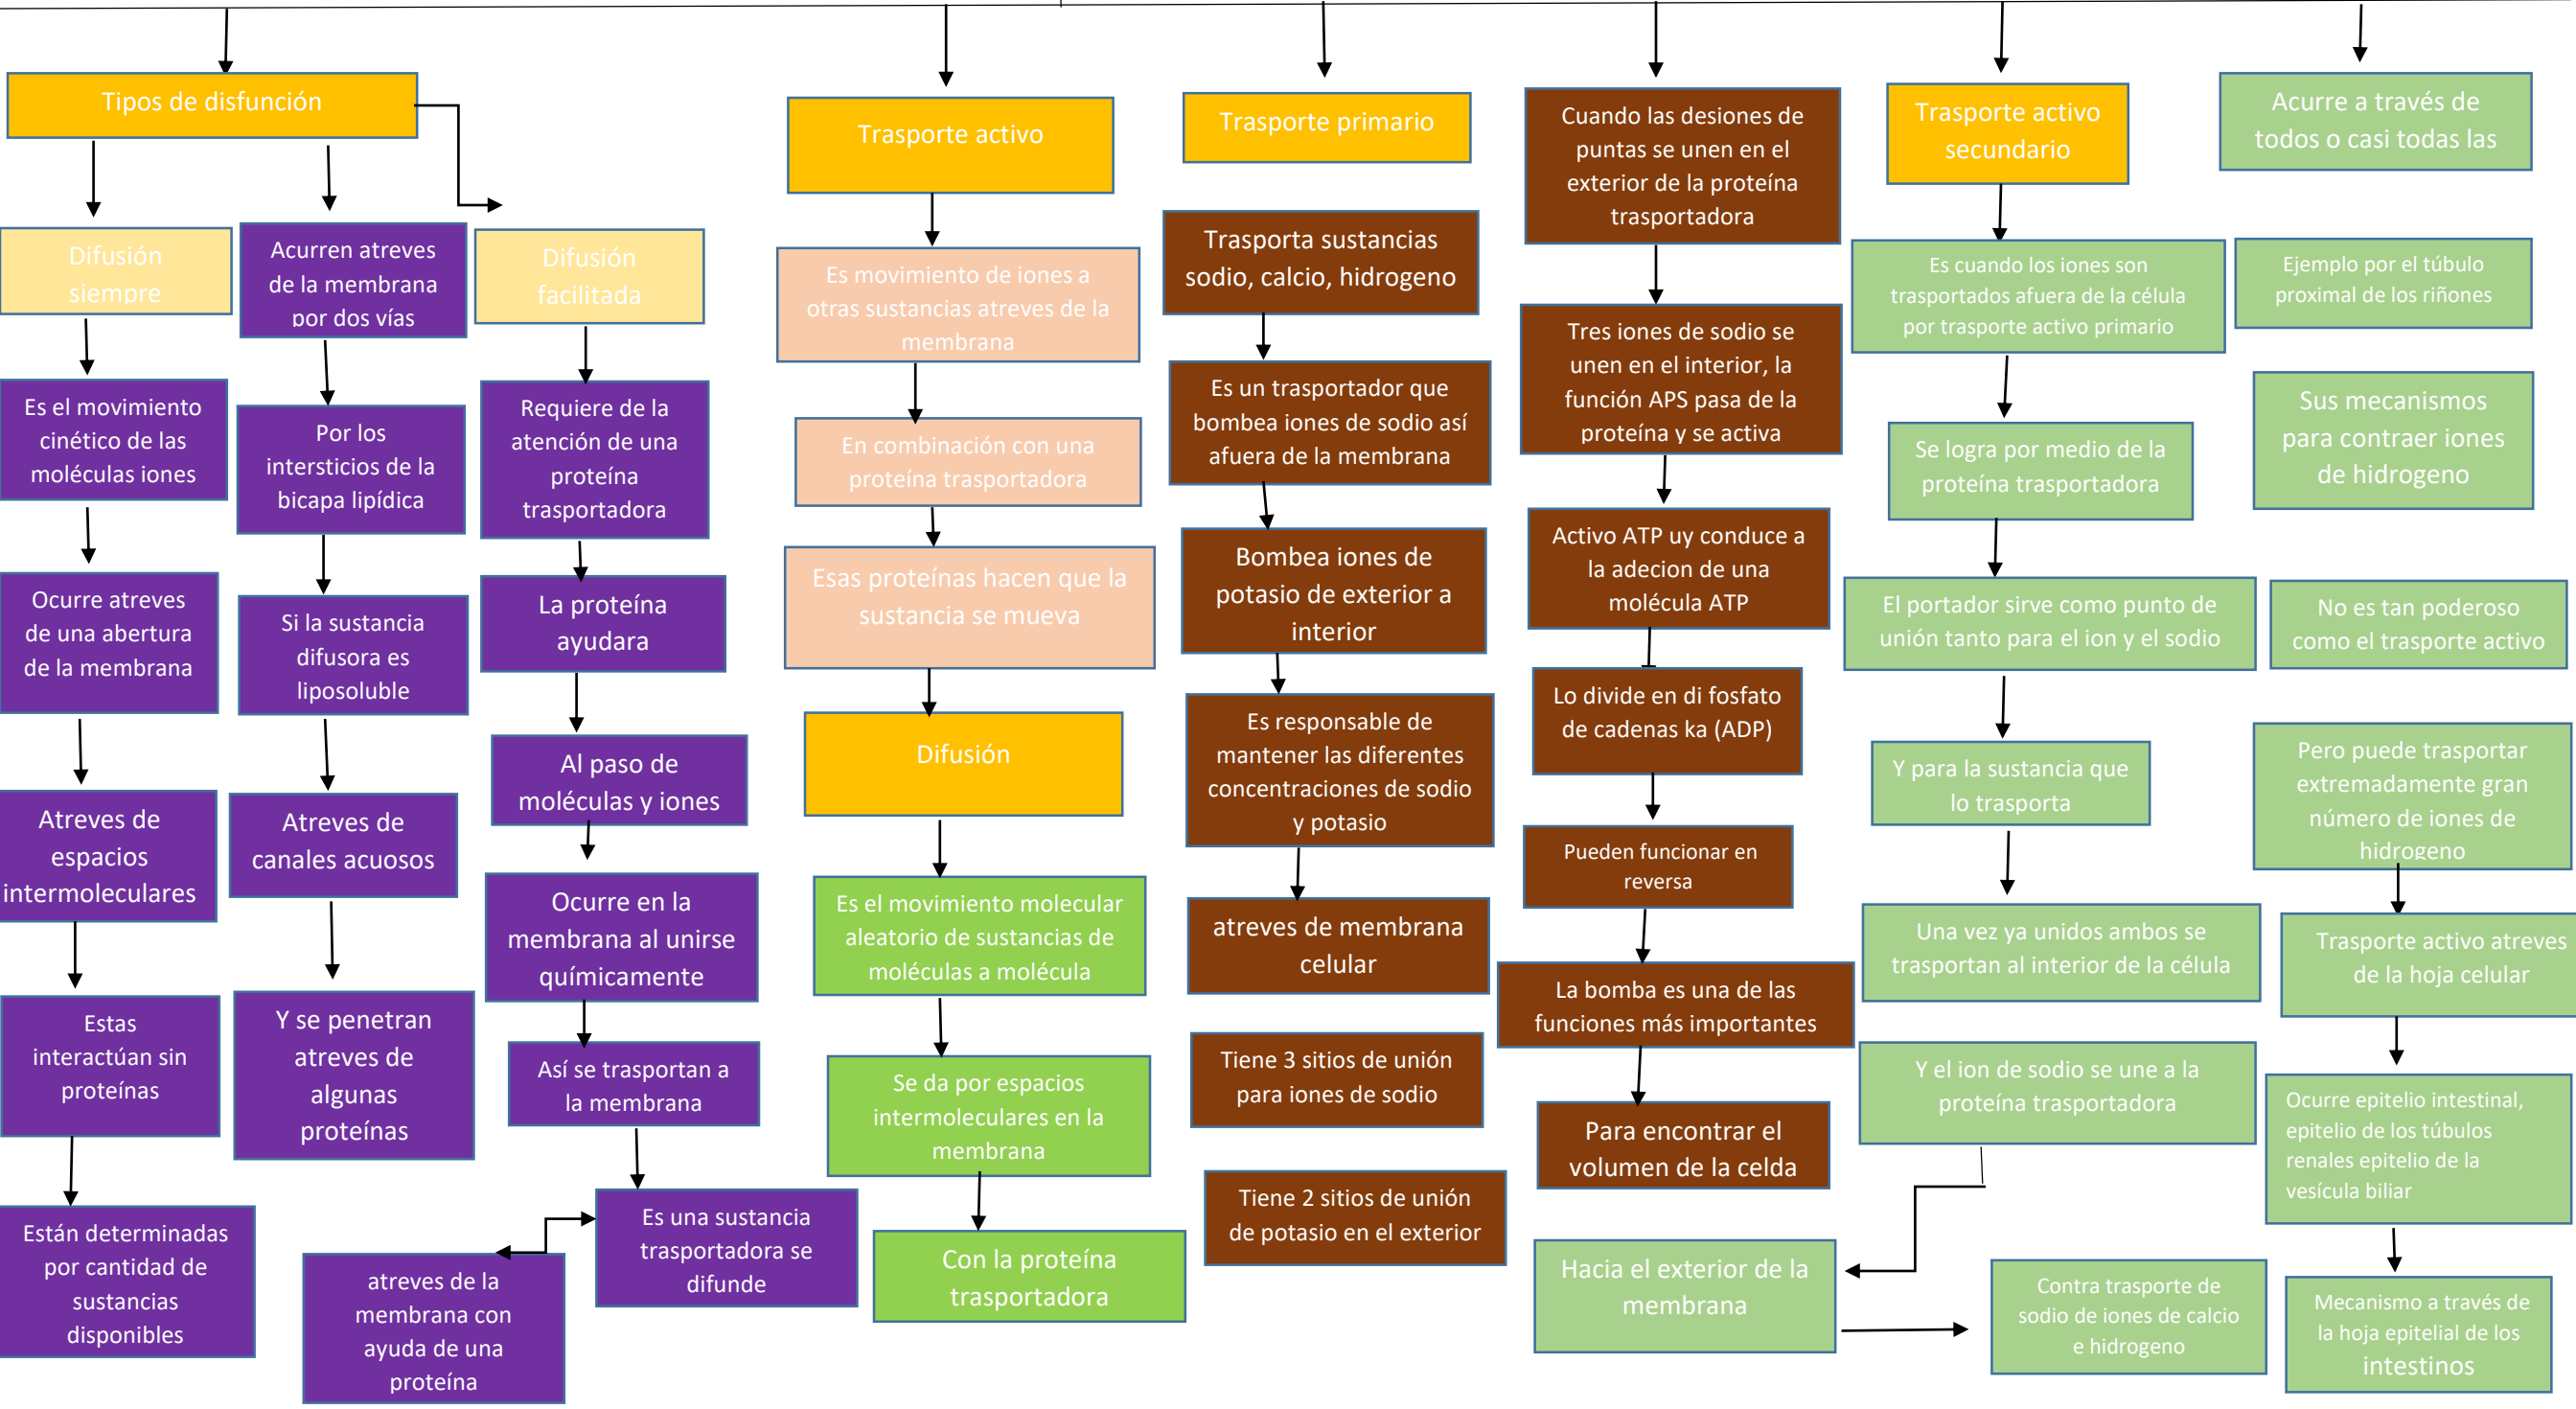 Tipos de disfunción
Difusión
siempre
Es el movimiento
cinético de las
moléculas iones
Ocurre atreves
de una abertura
de la membrana
Atreves de
espacios
intermoleculares
Estas
interactúan sin
proteínas
Están determinadas
por cantidad de
sustancias
disponibles
Acurren atreves
de la membrana
por dos vías
Por los
intersticios de la
bicapa lipídica
Si la sustancia
difusora es
liposoluble
Atreves de
canales acuosos
Y se penetran
atreves de
algunas
proteínas
Difusión
facilitada
Requiere de la
atención de una
proteína
trasportadora
La proteína
ayudara
Al paso de
moléculas y iones
Ocurre en la
membrana al unirse
químicamente
Así se trasportan a
la membrana
Es una sustancia
trasportadora se
difunde
atreves de la
membrana con
ayuda de una
proteína
Trasporte activo
Es movimiento de iones a
otras sustancias atreves de la
membrana
En combinación con una
proteína trasportadora
Esas proteínas hacen que la
sustancia se mueva
Difusión
Es el movimiento molecular
aleatorio de sustancias de
moléculas a molécula
Se da por espacios
intermoleculares en la
membrana
Con la proteína
trasportadora
Trasporte primario
Trasporta sustancias
sodio, calcio, hidrogeno
Es un trasportador que
bombea iones de sodio así
afuera de la membrana
Bombea iones de
potasio de exterior a
interior
Es responsable de
mantener las diferentes
concentraciones de sodio
y potasio
atreves de membrana
celular
Tiene 3 sitios de unión
para iones de sodio
Tiene 2 sitios de unión
de potasio en el exterior
Cuando las desiones de
puntas se unen en el
exterior de la proteína
trasportadora
Tres iones de sodio se
unen en el interior, la
función APS pasa de la
proteína y se activa
Activo ATP uy conduce a
la adecion de una
molécula ATP
Lo divide en di fosfato
de cadenas ka (ADP)
Pueden funcionar en
reversa
La bomba es una de las
funciones más importantes
Para encontrar el
volumen de la celda
Trasporte activo
secundario
Es cuando los iones son
trasportados afuera de la célula
por trasporte activo primario
Se logra por medio de la
proteína trasportadora
El portador sirve como punto de
unión tanto para el ion y el sodio
Y para la sustancia que
lo trasporta
Una vez ya unidos ambos se
trasportan al interior de la célula
Y el ion de sodio se une a la
proteína trasportadora
Hacia el exterior de la
membrana
Contra trasporte de
sodio de iones de calcio
e hidrogeno
Acurre a través de
todos o casi todas las
Ejemplo por el túbulo
proximal de los riñones
Sus mecanismos
para contraer iones
de hidrogeno
No es tan poderoso
como el trasporte activo
Pero puede trasportar
extremadamente gran
número de iones de
hidrogeno
Trasporte activo atreves
de la hoja celular
Ocurre epitelio intestinal,
epitelio de los túbulos
renales epitelio de la
vesícula biliar
Mecanismo a través de
la hoja epitelial de los
intestinos